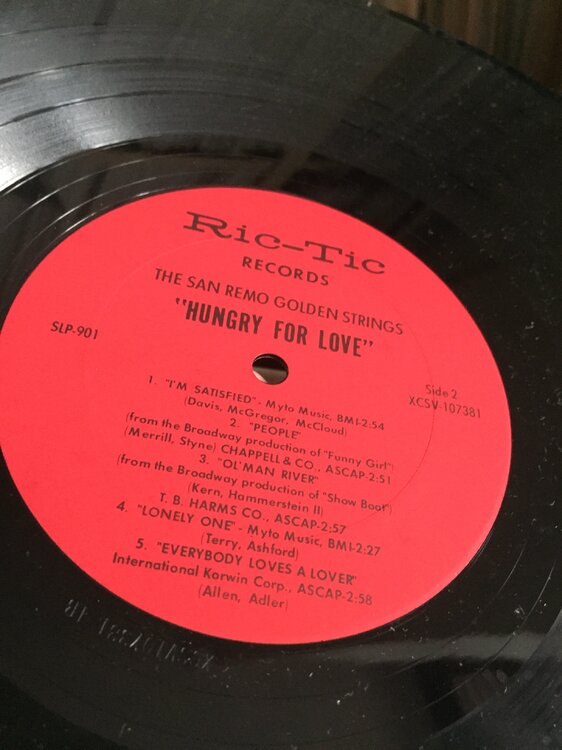 Ric-Tic
RECORDS
THE SAN REMO GOLDEN STRINGS
"HUNGRY FOR LOVE"
SLP-901
Side 2
XCSV-107381
1. "I'M SATISFIED" - Myto Music, BMI-2:54
(Davis, McGregor, McCloud)
2. "PEOPLE"
(from the Broadway production of "Funny Girl")
(Merrill, Styne) CHAPPELL & CO., ASCAP-2:51
3. "OL' MAN RIVER"
(from the Broadway production of "Show Boat")
(Kern, Hammerstein II)
T. B. HARMS CO., ASCAP-2:57
4. "LONELY ONE" - Myto Music, BMI-2:27
(Terry, Ashford)
5. "EVERYBODY LOVES A LOVER"
International Korwin Corp., ASCAP-2:58
(Allen, Adler)